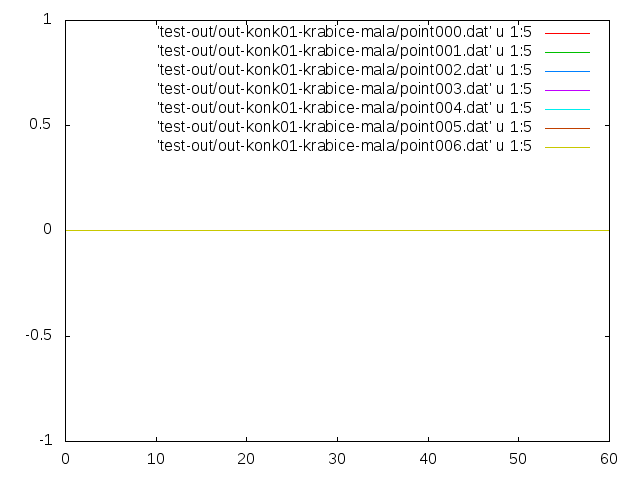 1
'test-out/out-konk01-krabice-mala/point000.dat' u 1:5
'test-out/out-konk01-krabice-mala/point001.dat' u 1:5
'test-out/out-konk01-krabice-mala/point002.dat' u 1:5
'test-out/out-konk01-krabice-mala/point003.dat' u 1:5
'test-out/out-konk01-krabice-mala/point004.dat' u 1:5
0.5
'test-out/out-konk01-krabice-mala/point005.dat' u 1:5
'test-out/out-konk01-krabice-mala/point006.dat' u 1:5
0
-0.5
-1
0 10 20 30 40 50 60